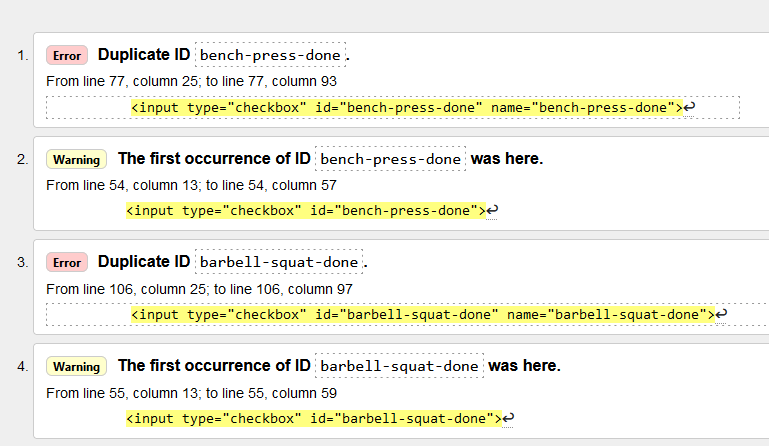 1. Error Duplicate ID bench-press-done.
From line 77, column 25; to line 77, column 93
<input type="checkbox" id="bench-press-done" name="bench-press-done">↩
2. Warning The first occurrence of ID bench-press-done was here.
From line 54, column 13; to line 54, column 57
<input type="checkbox" id="bench-press-done">↩
3. Error Duplicate ID barbell-squat-done.
From line 106, column 25; to line 106, column 97
<input type="checkbox" id="barbell-squat-done" name="barbell-squat-done">↩
4. Warning The first occurrence of ID barbell-squat-done was here.
From line 55, column 13; to line 55, column 59
<input type="checkbox" id="barbell-squat-done">↩